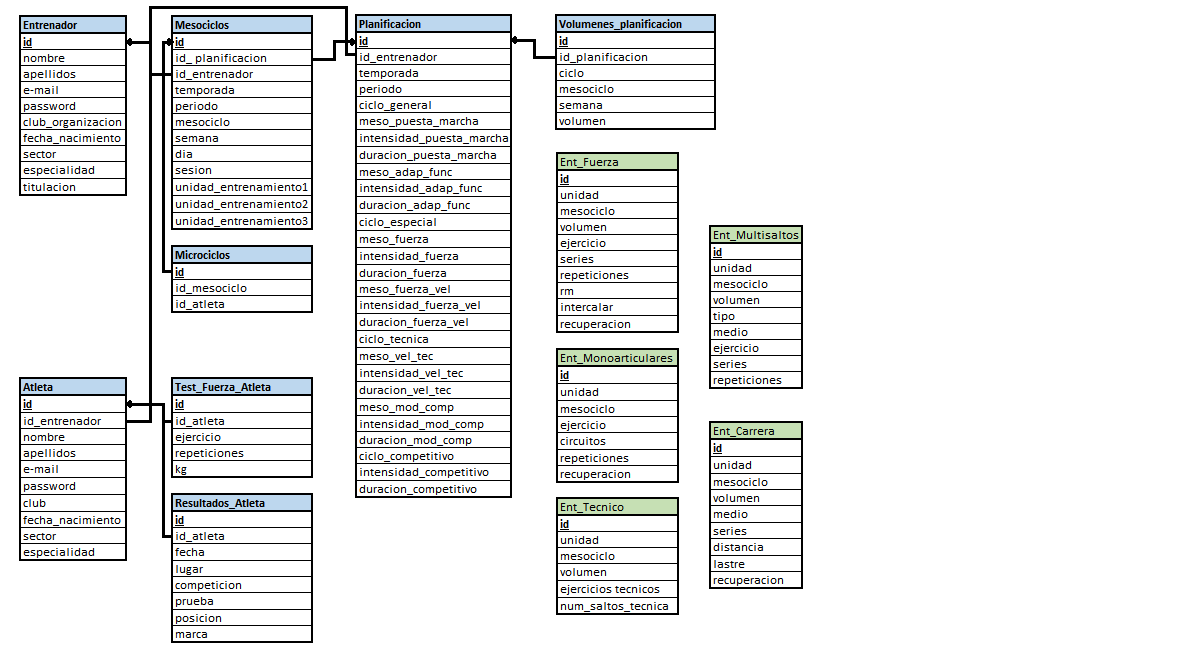 Entrenador
id
nombre
apellidos
e-mail
password
club_organizacion
fecha_nacimiento
sector
especialidad
titulacion
Mesociclos
id
id_ planificacion
id_entrenador
temporada
periodo
mesociclo
semana
dia
sesion
unidad_entrenamiento1
unidad_entrenamiento2
unidad_entrenamiento3
Microciclos
id
id_mesociclo
id_atleta
Atleta
id
id_entrenador
nombre
apellidos
e-mail
password
club
fecha_nacimiento
sector
especialidad
Test_Fuerza_Atleta
id
id_atleta
ejercicio
repeticiones
kg
Resultados_Atleta
id
id_atleta
fecha
lugar
competicion
prueba
posicion
marca
Planificacion
id
id_entrenador
temporada
periodo
ciclo_general
meso_puesta_marcha
intensidad_puesta_marcha
duracion_puesta_marcha
meso_adap_func
intensidad_adap_func
duracion_adap_func
ciclo_especial
meso_fuerza
intensidad_fuerza
duracion_fuerza
meso_fuerza_vel
intensidad_fuerza_vel
duracion_fuerza_vel
ciclo_tecnica
meso_vel_tec
intensidad_vel_tec
duracion_vel_tec
meso_mod_comp
intensidad_mod_comp
duracion_mod_comp
ciclo_competitivo
intensidad_competitivo
duracion_competitivo
Volumenes_planificacion
id
id_planificacion
ciclo
mesociclo
semana
volumen
Ent_Fuerza
id
unidad
mesociclo
volumen
ejercicio
series
repeticiones
rm
intercalar
recuperacion
Ent_Monoarticulares
id
unidad
mesociclo
ejercicio
circuitos
repeticiones
recuperacion
Ent_Tecnico
id
unidad
mesociclo
volumen
ejercicios tecnicos
num_saltos_tecnica
Ent_Multisaltos
id
unidad
mesociclo
volumen
tipo
medio
ejercicio
series
repeticiones
Ent_Carrera
id
unidad
mesociclo
volumen
medio
series
distancia
lastre
recuperacion